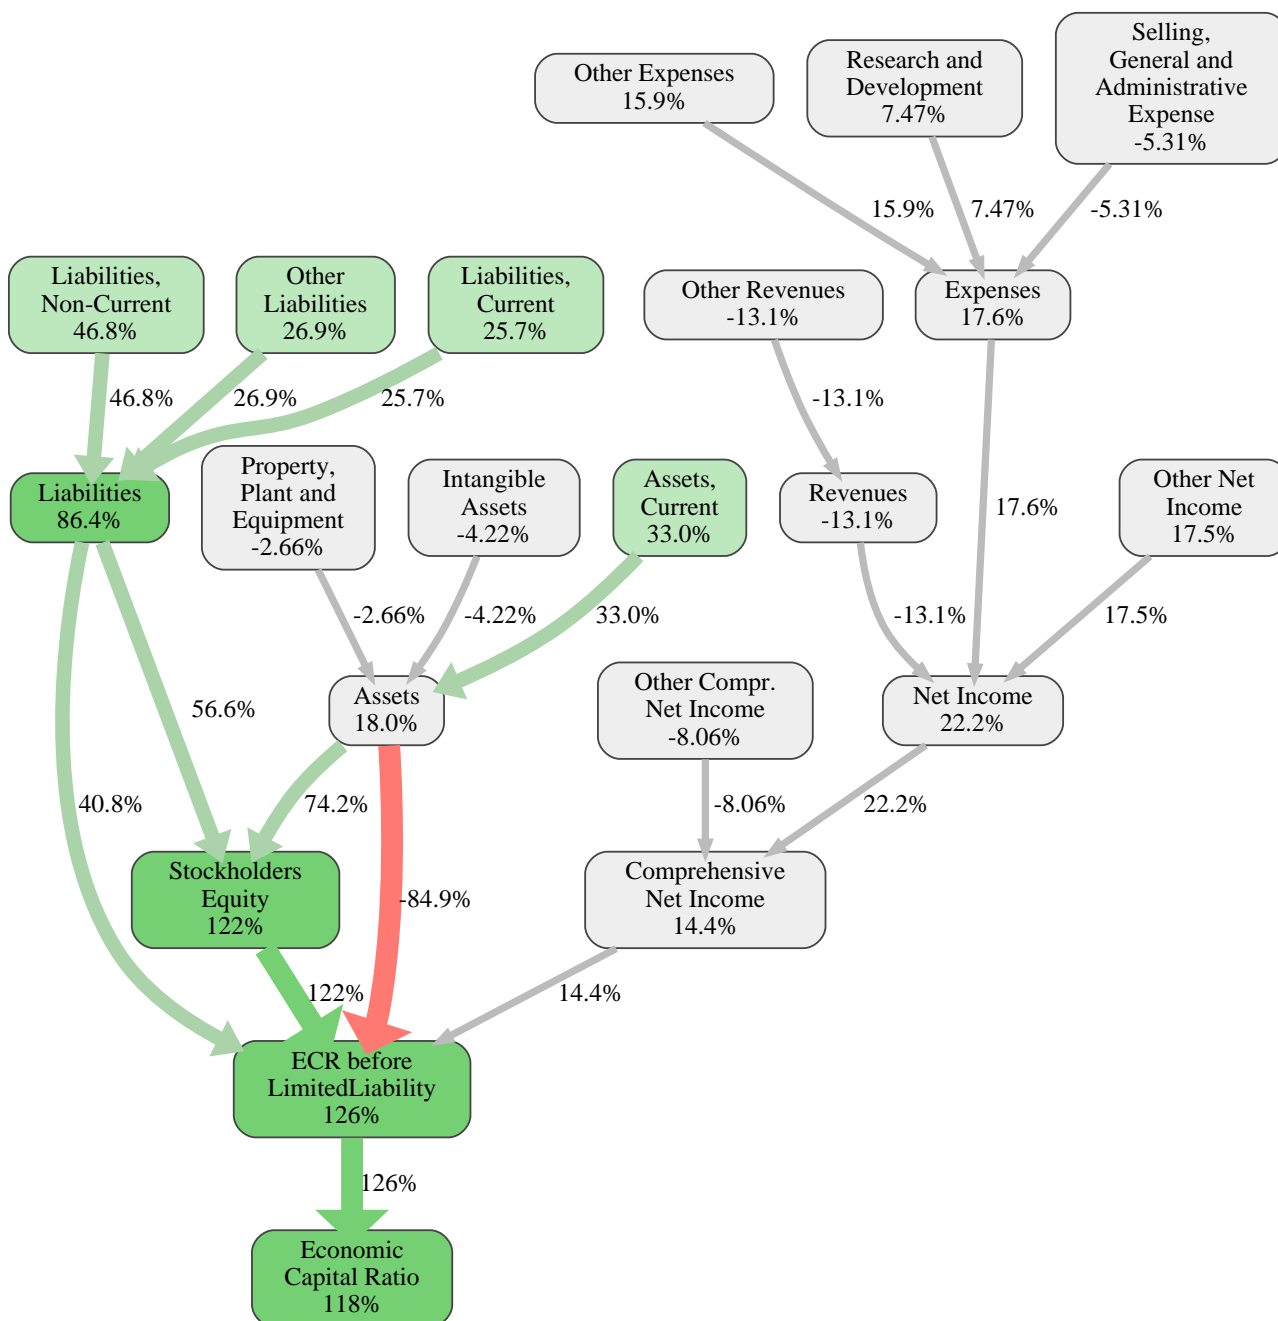 Selling,
General and
Administrative
Expense
-5.31%
Research and
Development
7.47%
Other Expenses
15.9%
15.9%
7.47%
-5.31%
Liabilities,
Non-Current
46.8%
Other
Liabilities
26.9%
Liabilities,
Current
25.7%
Other Revenues
-13.1%
Expenses
17.6%
46.8%
26.9%
25.7%
-13.1%
Liabilities
86.4%
Property,
Plant and
Equipment
-2.66%
Intangible
Assets
-4.22%
Assets,
Current
33.0%
Revenues
-13.1%
17.6%
Other Net
Income
17.5%
-2.66%
-4.22%
33.0%
-13.1%
17.5%
56.6%
Assets
18.0%
Other Compr.
Net Income
-8.06%
Net Income
22.2%
40.8%
74.2%
-8.06%
22.2%
Stockholders
Equity
122%
-84.9%
Comprehensive
Net Income
14.4%
122%
14.4%
ECR before
LimitedLiability
126%
126%
Economic
Capital Ratio
118%